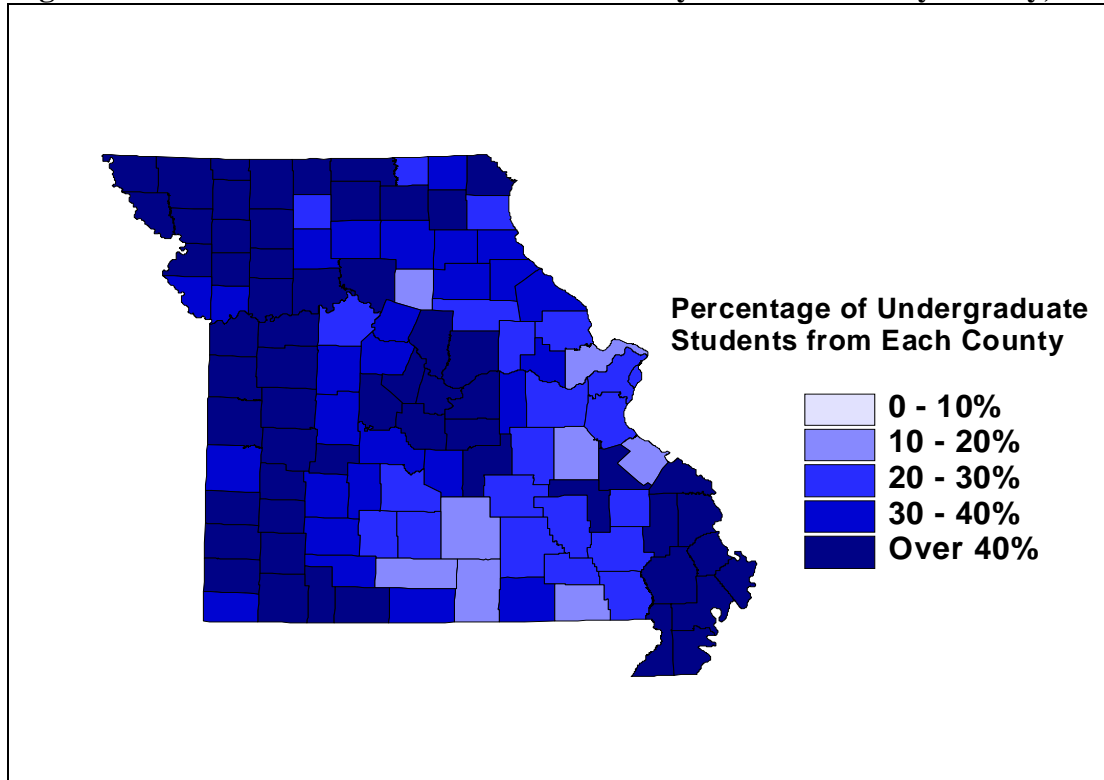 Percentage of Undergraduate
Students from Each County
0 - 10%
10 - 20%
20 - 30%
30 - 40%
Over 40%